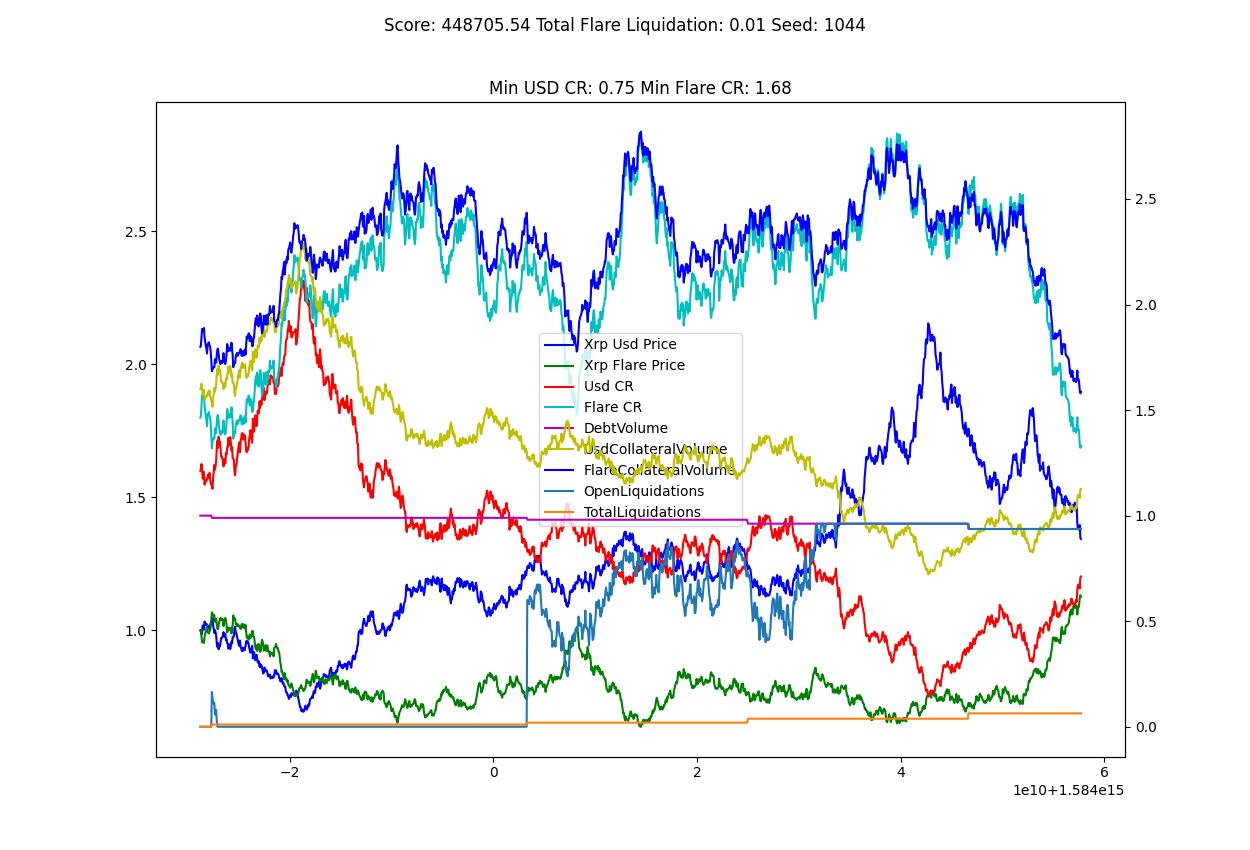 Score: 448705.54 Total Flare Liquidation: 0.01 Seed: 1044
Min USD CR: 0.75 Min Flare CR: 1.68
2.5
2.0
1.5
1.0
2.5
2.0
1.5
1.0
0.5
0.0
Xrp Usd Price
Xrp Flare Price
Usd CR
Flare CR
DebtVolume
UsdCollateralVolume
FlareCollateralVolume
OpenLiquidations
TotalLiquidations
−2 0 2 4 6
1e10+1.584e15